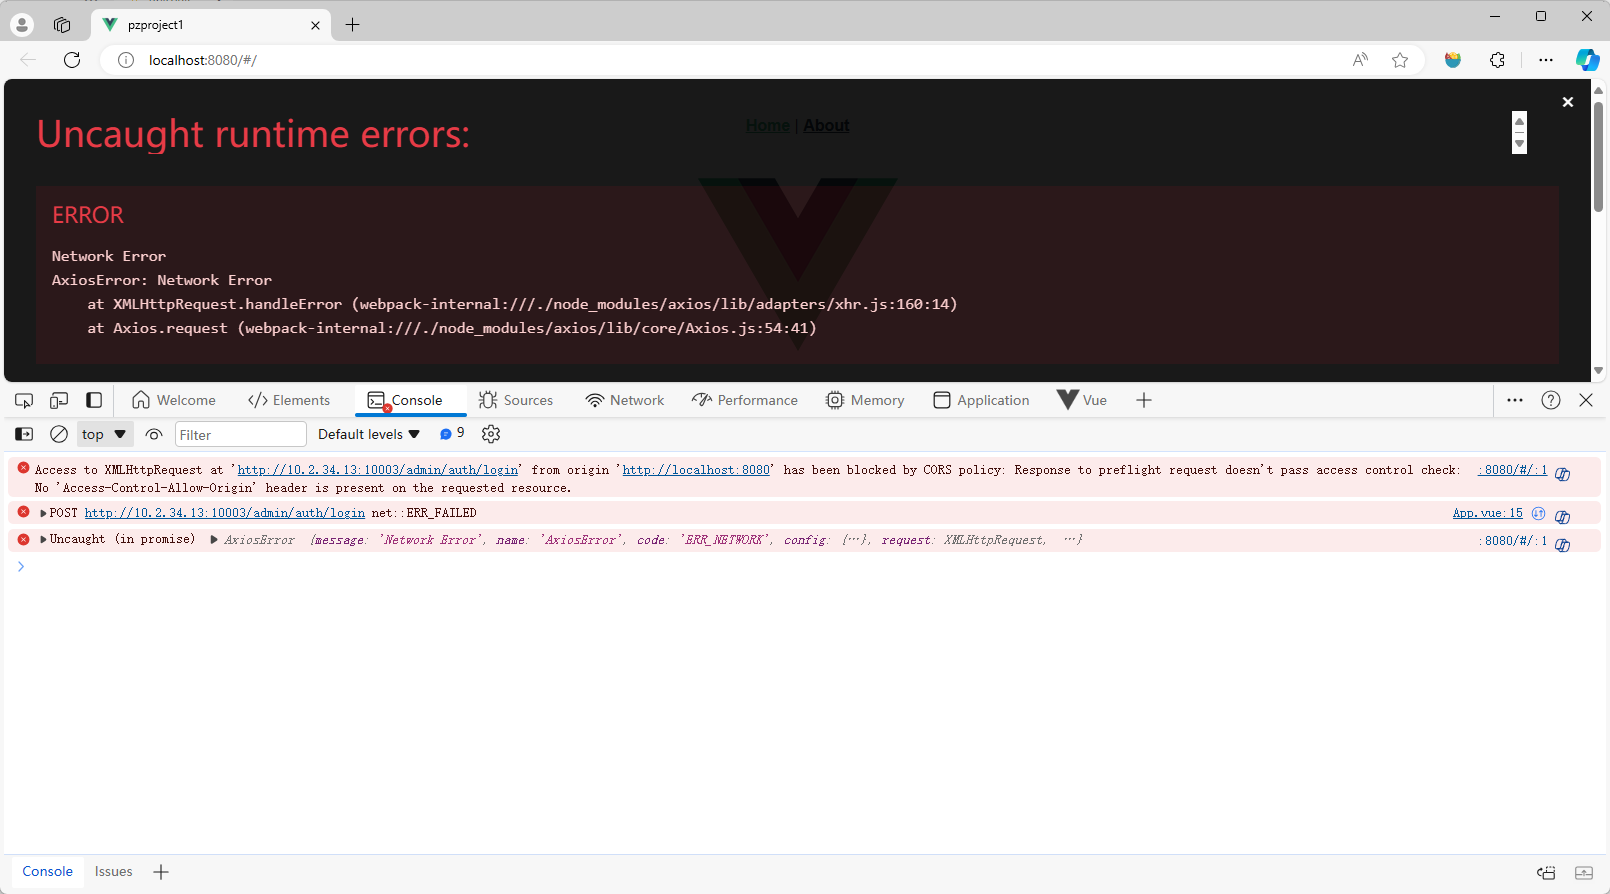 pzproject1
localhost:8080/#/
Uncaught runtime errors:
Home | About
ERROR
Network Error
AxiosError: Network Error
at XMLHttpRequest.handleError (webpack-internal:///./node_modules/axios/lib/adapters/xhr.js:160:14)
at Axios.request (webpack-internal:///./node_modules/axios/lib/core/Axios.js:54:41)
Welcome </> Elements Console Sources Network Performance Memory Application Vue
top Filter Default levels 9
Access to XMLHttpRequest at 'http://10.2.34.13:10003/admin/auth/login' from origin 'http://localhost:8080' has been blocked by CORS policy: Response to preflight request doesn't pass access control check: :8080/#/:1
No 'Access-Control-Allow-Origin' header is present on the requested resource.
POST http://10.2.34.13:10003/admin/auth/login net::ERR_FAILED App.vue:15
Uncaught (in promise) AxiosError {message: 'Network Error', name: 'AxiosError', code: 'ERR_NETWORK', config: {…}, request: XMLHttpRequest, …} :8080/#/:1
Console Issues